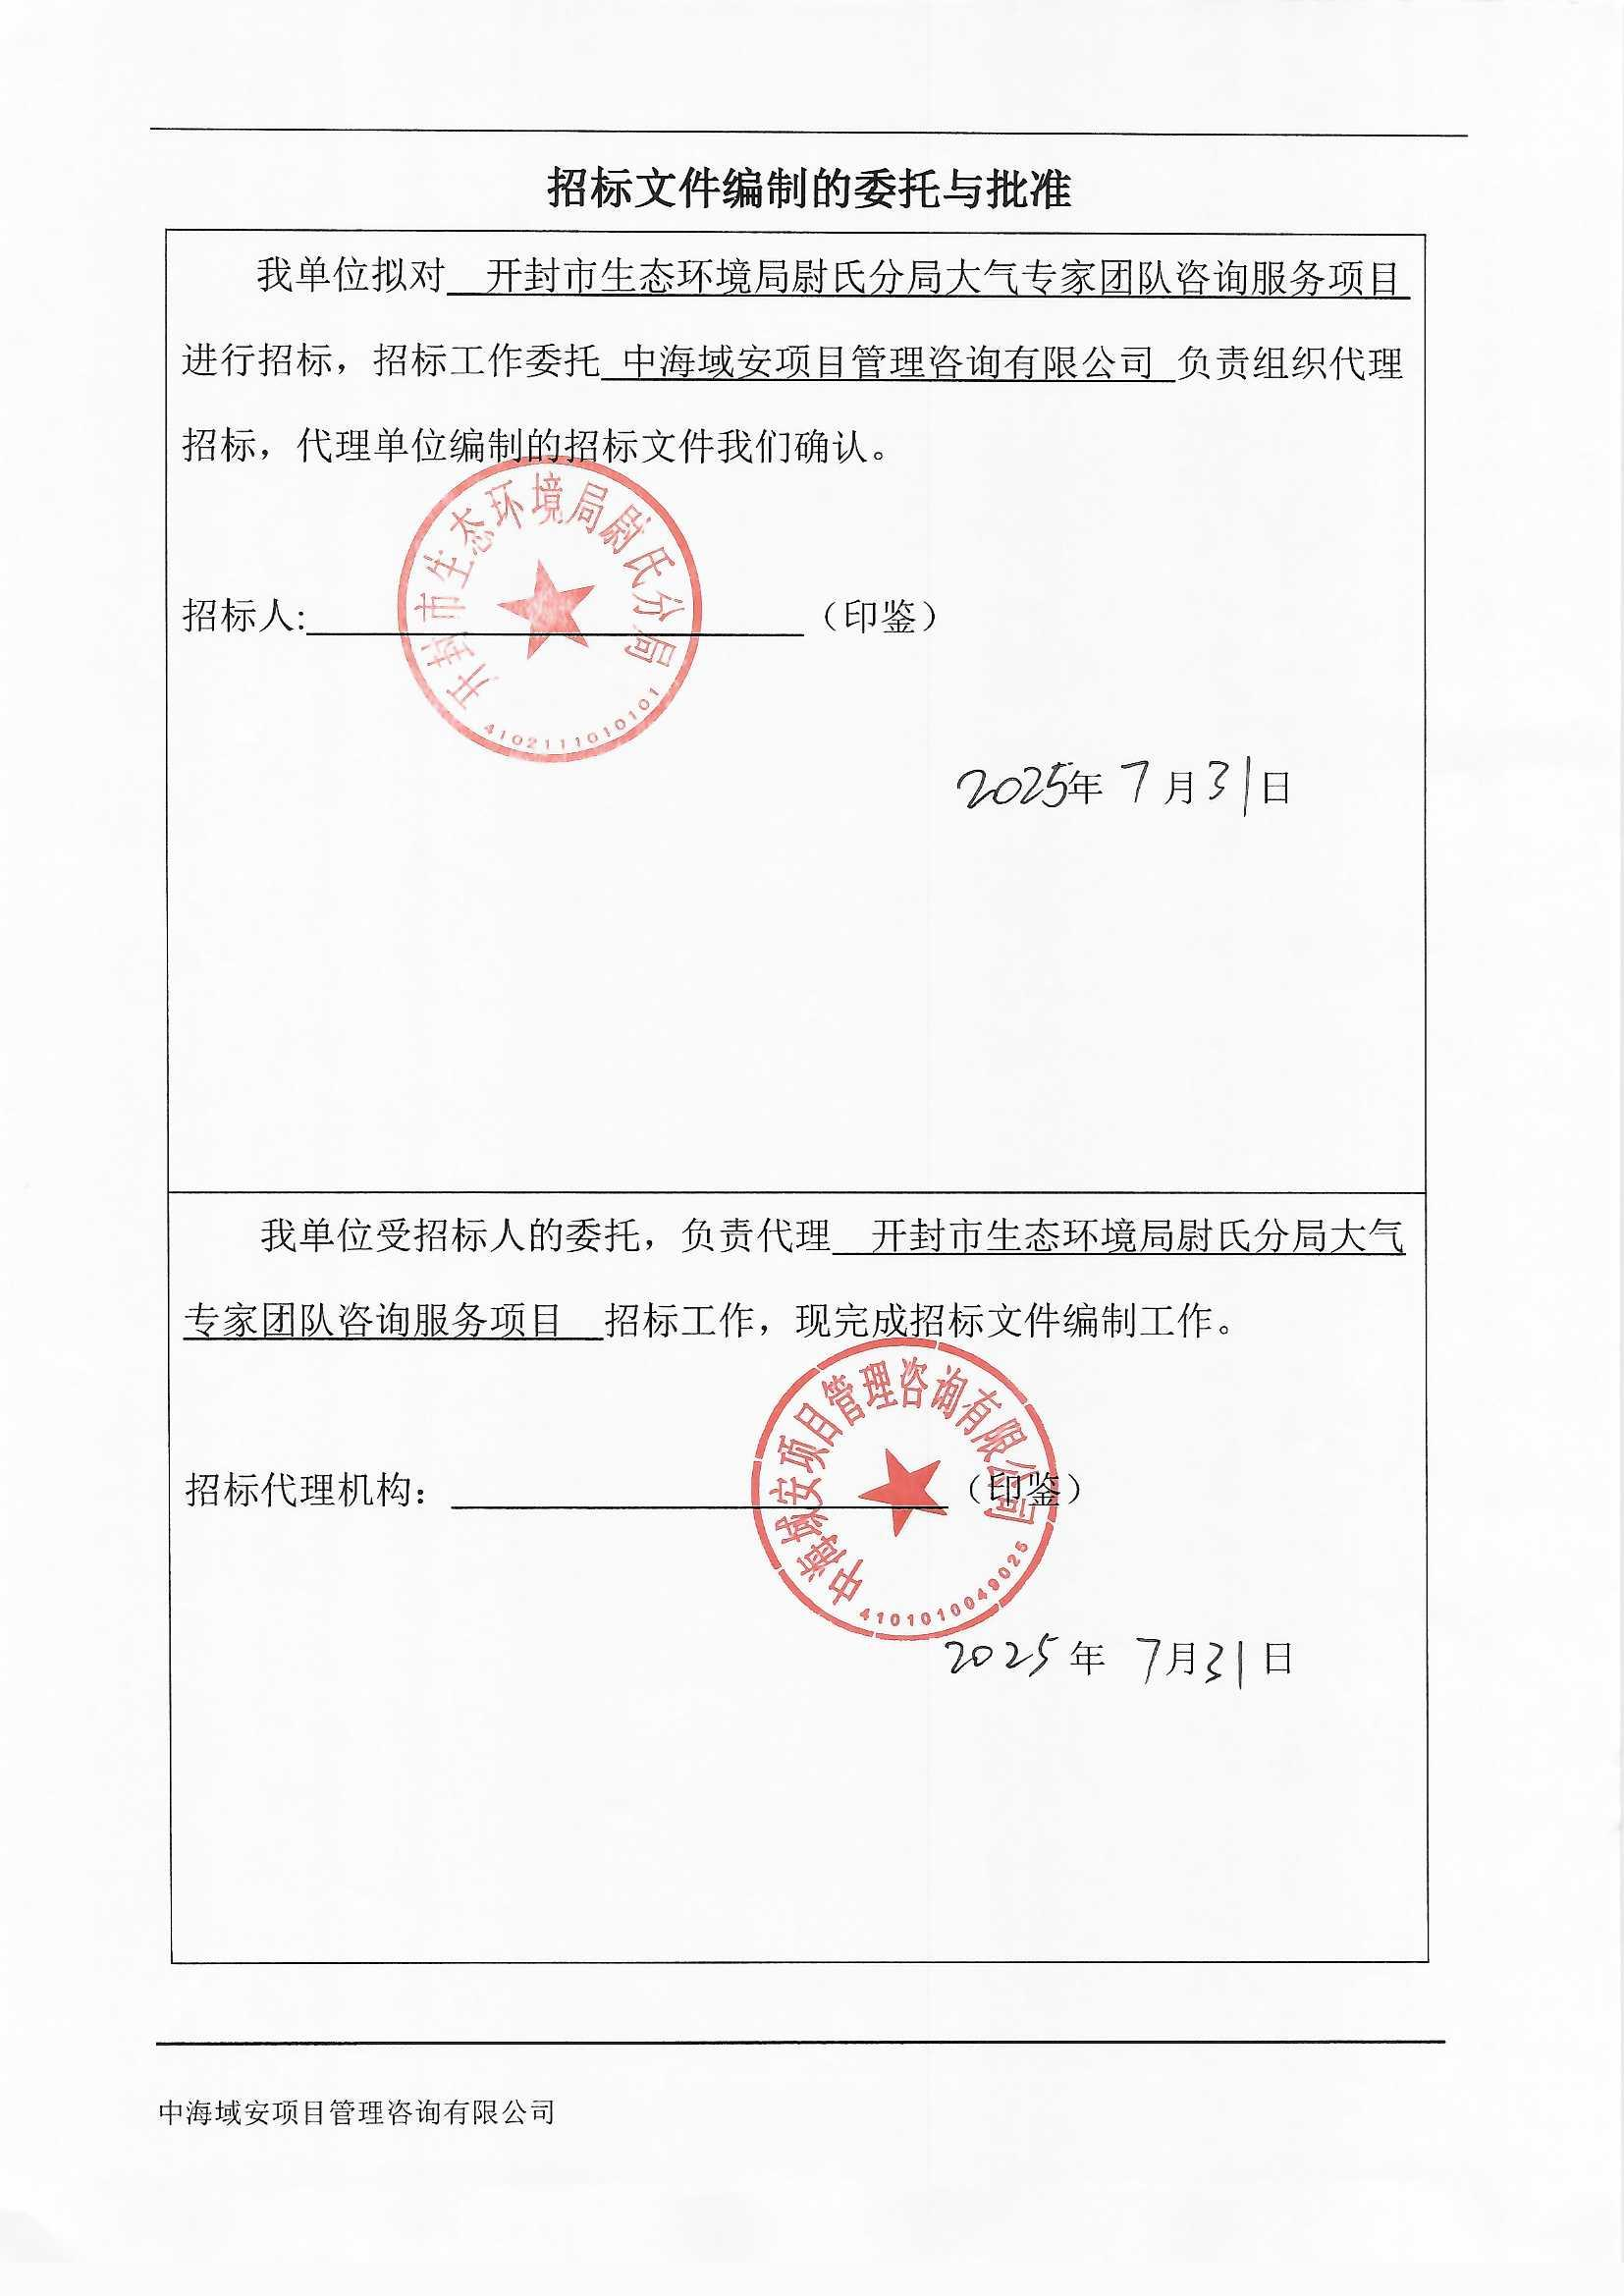 招标文件编制的委托与批准
我单位拟对 开封市生态环境局尉氏分局大气专家团队咨询服务项目
进行招标，招标工作委托 中海域安项目管理咨询有限公司 负责组织代理
招标，代理单位编制的招标文件我们确认。
开封市生态环境局尉氏分局
招标人:（印鉴）
4102111010101
2025年7月31日
我单位受招标人的委托，负责代理 开封市生态环境局尉氏分局大气
专家团队咨询服务项目 招标工作，现完成招标文件编制工作。
中海域安项目管理咨询有限公司
招标代理机构：（印鉴）
4101010049025
2025年7月31日
中海域安项目管理咨询有限公司